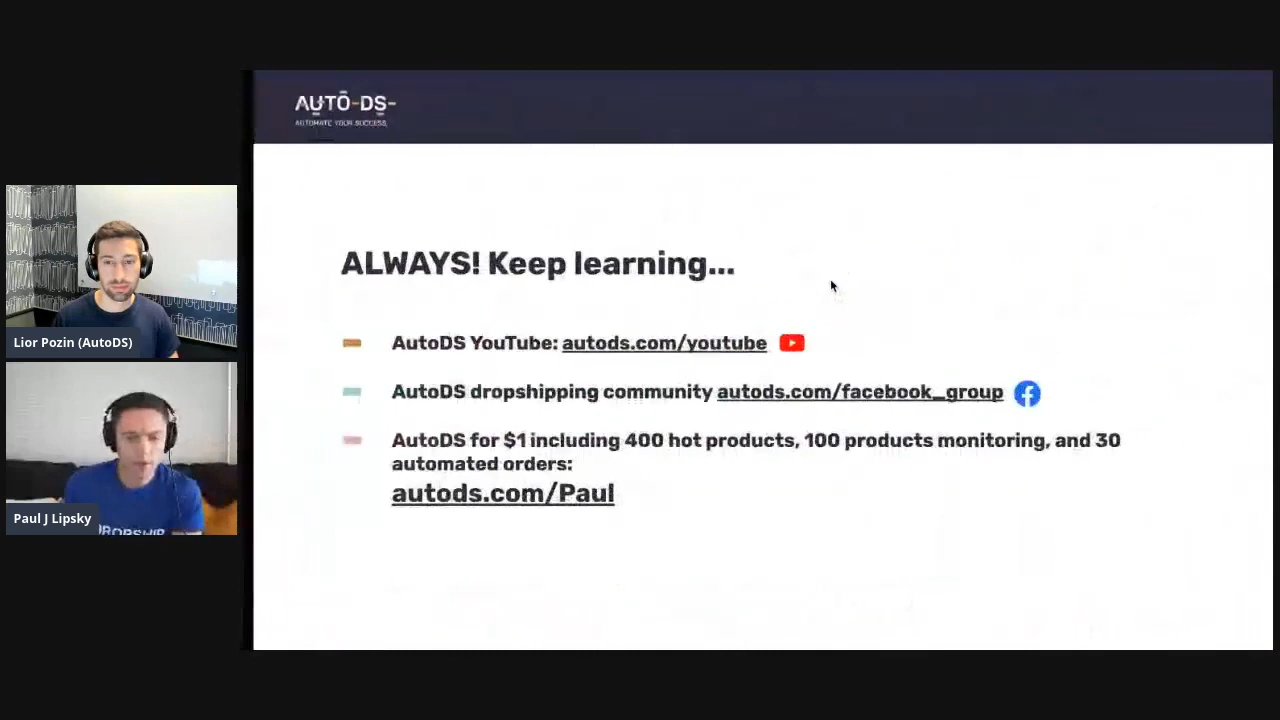 AUTO-DS-
AUTOMATE YOUR SUCCESS
ALWAYS! Keep learning...
AutoDS YouTube: autods.com/youtube
AutoDS dropshipping community autods.com/facebook_group
AutoDS for $1 including 400 hot products, 100 products monitoring, and 30
automated orders:
autods.com/Paul
Lior Pozin (AutoDS)
Paul J Lipsky